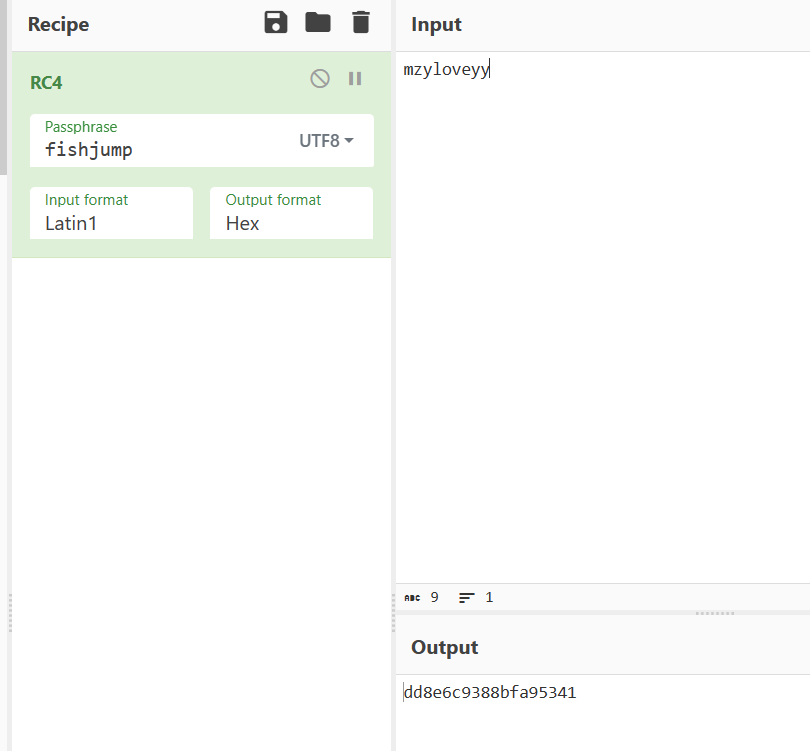 Recipe
RC4
Passphrase
fishjump
UTF8
Input format
Latin1
Output format
Hex
Input
mzyloveyy
ABC 9 1
Output
dd8e6c9388bfa95341